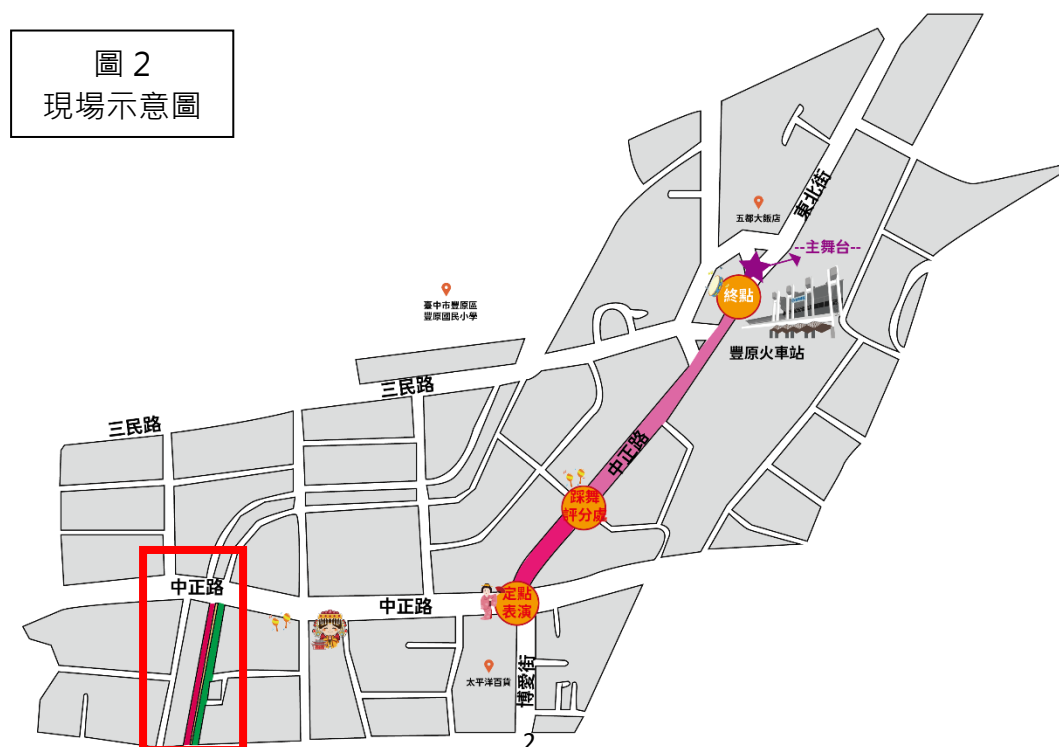 圖 2
現場示意圖
東北街
五都大飯店
--主舞台--
終點
臺中市豐原區
豐原國民小學
豐原火車站
三民路
三民路
中正路
踩舞
評分處
中正路
中正路
定點
表演
太平洋百貨
博愛街
2